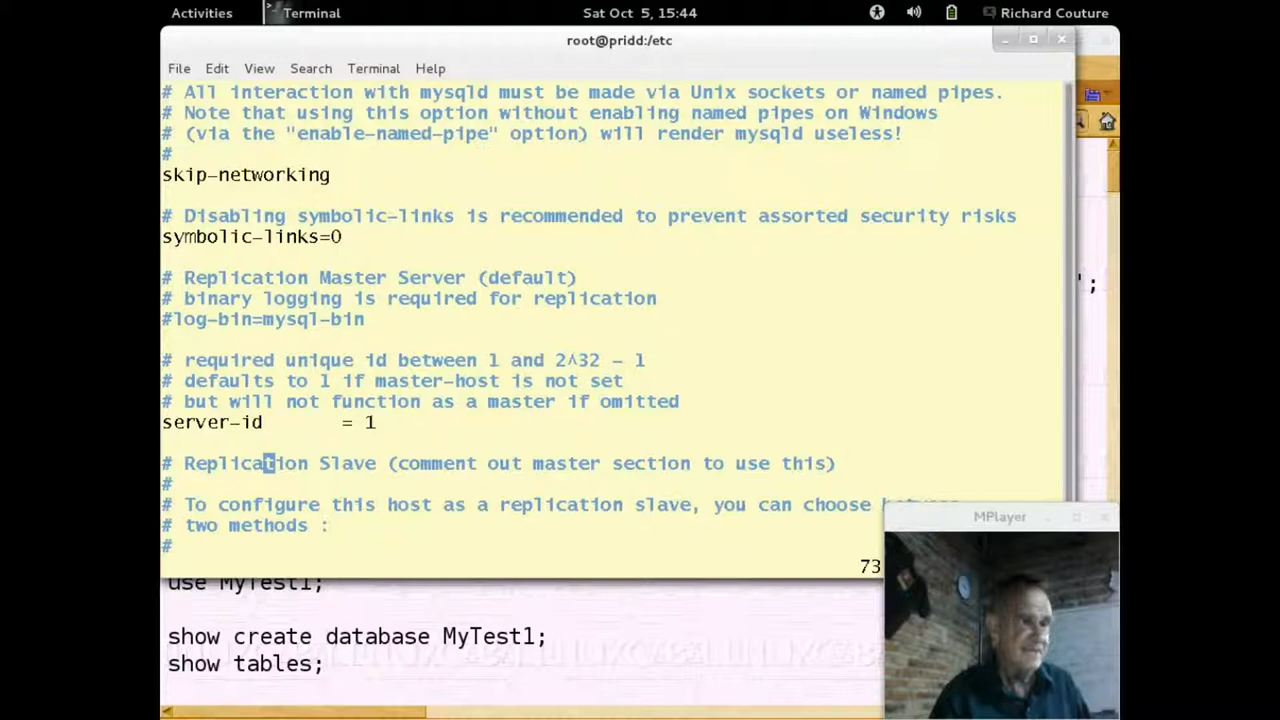 Activities Terminal Sat Oct 5, 15:44 Richard Couture
root@pridd:/etc
File Edit View Search Terminal Help
# All interaction with mysqld must be made via Unix sockets or named pipes.
# Note that using this option without enabling named pipes on Windows
# (via the "enable-named-pipe" option) will render mysqld useless!
#
skip-networking
# Disabling symbolic-links is recommended to prevent assorted security risks
symbolic-links=0
';
# Replication Master Server (default)
# binary logging is required for replication
#log-bin=mysql-bin
# required unique id between 1 and 2^32 - 1
# defaults to 1 if master-host is not set
# but will not function as a master if omitted
server-id = 1
# Replication Slave (comment out master section to use this)
#
# To configure this host as a replication slave, you can choose between
# two methods :
#
73
MPlayer
use MyTest1;
show create database MyTest1;
show tables;